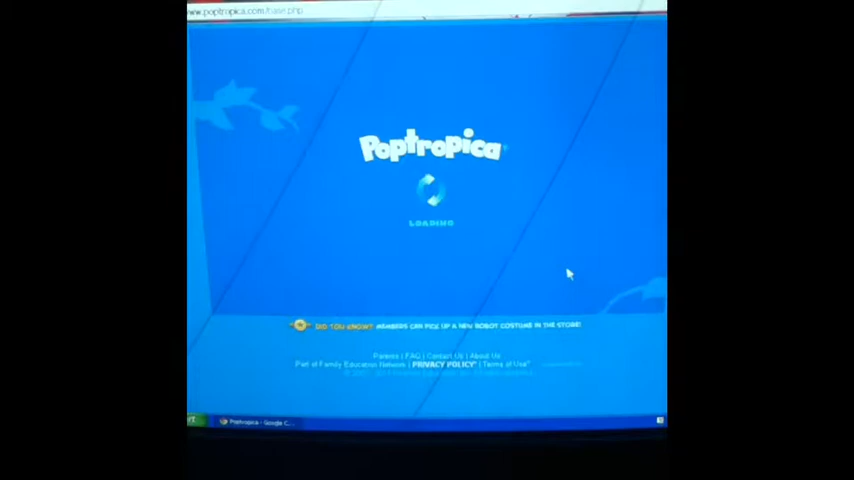 www.poptropica.com/base.php
Poptropica
LOADING
DID YOU KNOW? MEMBERS CAN PICK UP A NEW ROBOT COSTUME IN THE STORE!
Parents | FAQ | Contact Us | About Us
Part of Family Education Network | PRIVACY POLICY* | Terms of Use*
Poptropica - Google C...